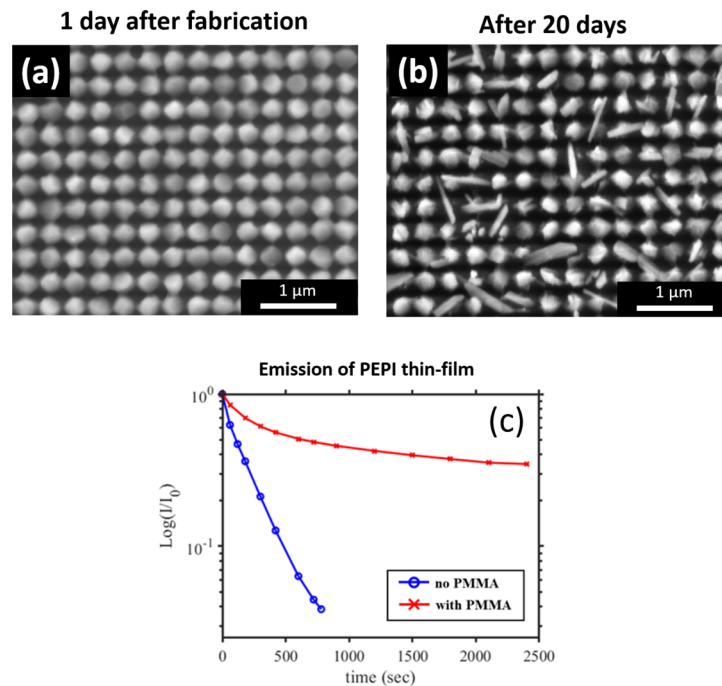 1 day after fabrication
After 20 days
(a)
(b)
1 μm
1 μm
Emission of PEPI thin-film
(c)
Log(I/I₀)
10⁰
10⁻¹
no PMMA
with PMMA
0 500 1000 1500 2000 2500
time (sec)